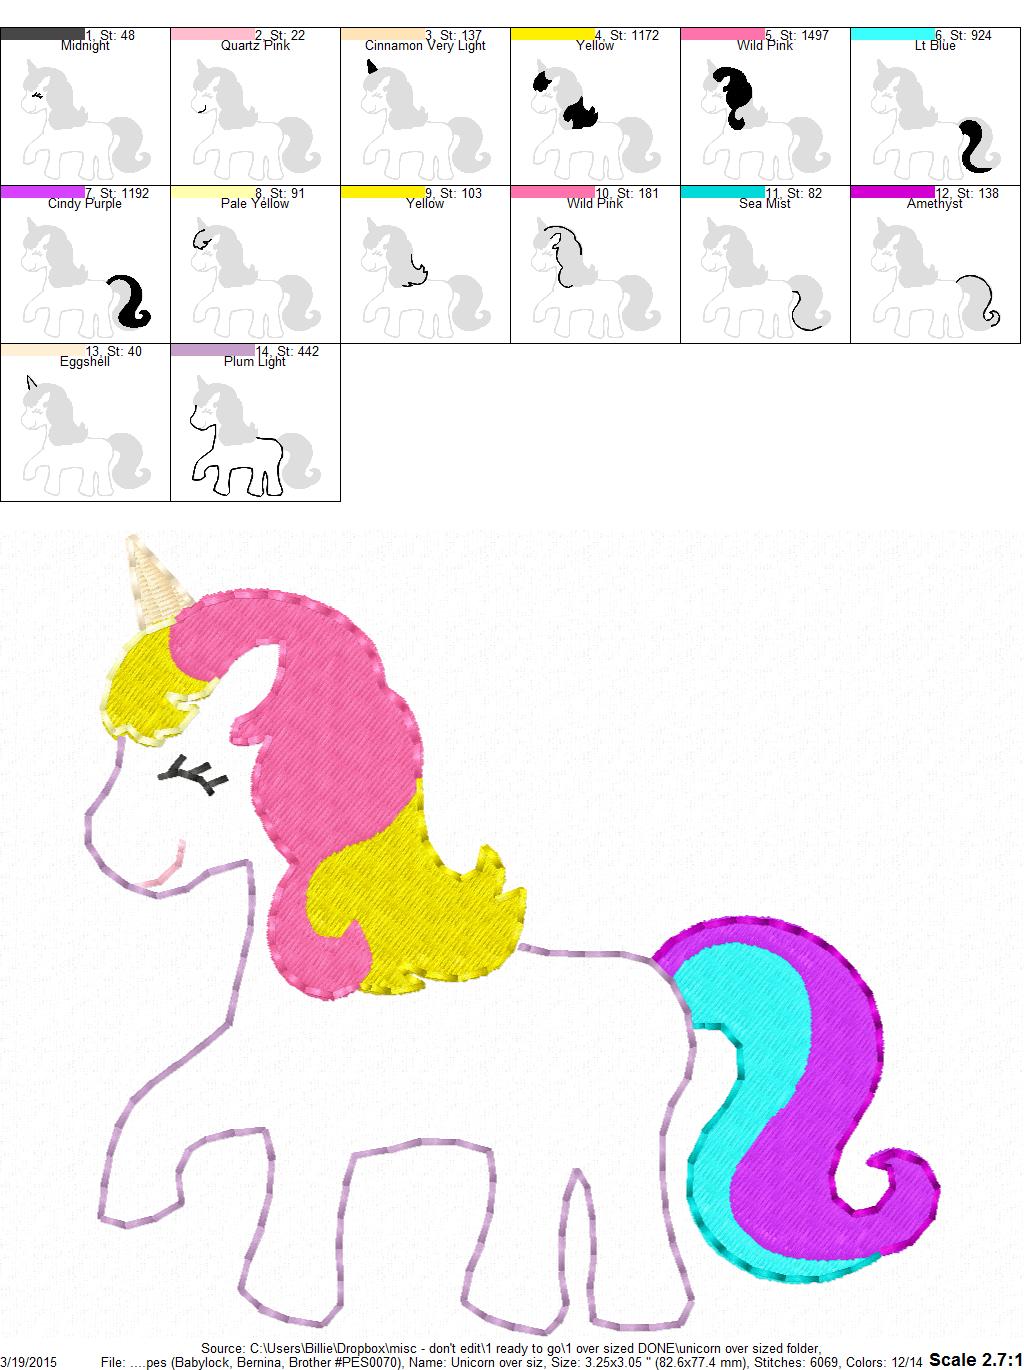 1, St: 48 2, St: 22 3, St: 137 4, St: 1172 5, St: 1497 6, St: 924
Midnight Quartz Pink Cinnamon Very Light Yellow Wild Pink Lt Blue
7, St: 1192 8, St: 91 9, St: 103 10, St: 181 11, St: 82 12, St: 138
Cindy Purple Pale Yellow Yellow Wild Pink Sea Mist Amethyst
13, St: 40 14, St: 442
Eggshell Plum Light
Source: C:\Users\Billie\Dropbox\misc - don't edit\1 ready to go\1 over sized DONE\unicorn over sized folder,
3/19/2015 File: ....pes (Babylock, Bernina, Brother #PES0070), Name: Unicorn over siz, Size: 3.25x3.05 " (82.6x77.4 mm), Stitches: 6069, Colors: 12/14 Scale 2.7:1